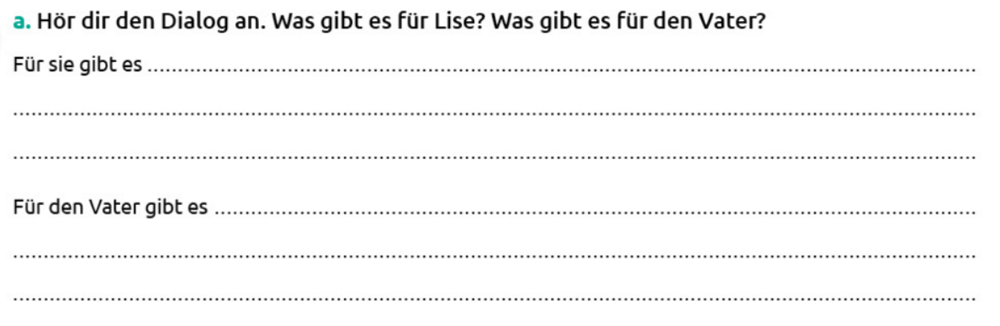 a. Hör dir den Dialog an. Was gibt es für Lise? Was gibt es für den Vater?
Für sie gibt es ........................................
........................................
........................................
Für den Vater gibt es ........................................
........................................
........................................